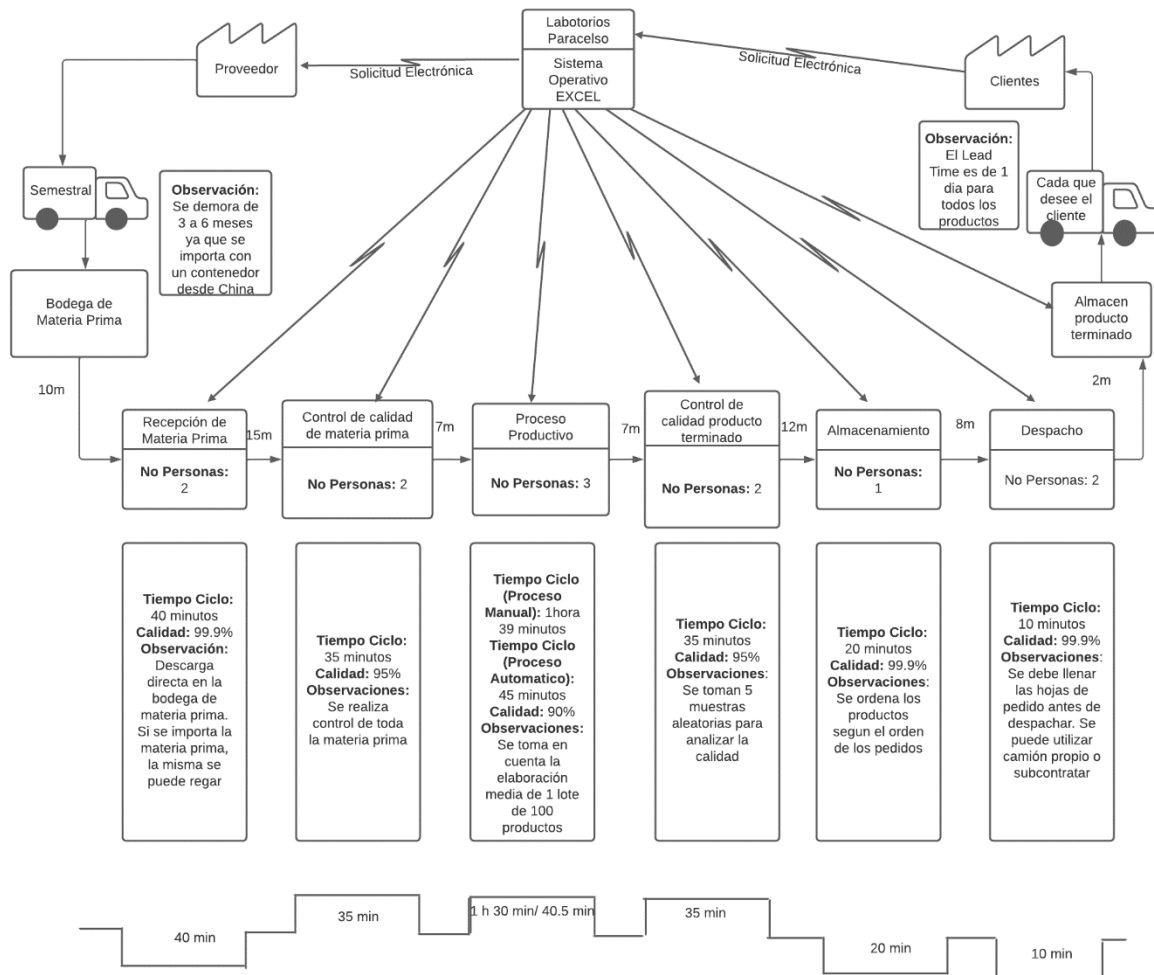 Labotorios
Paracelso
Sistema
Operativo
EXCEL
Proveedor
Solicitud Electrónica
Solicitud Electrónica
Clientes
Semestral
Observación:
Se demora de
3 a 6 meses
ya que se
importa con
un contenedor
desde China
Observación:
El Lead
Time es de 1
dia para
todos los
productos
Cada que
desee el
cliente
Bodega de
Materia Prima
Almacen
producto
terminado
10m
2m
Recepción de
Materia Prima
No Personas:
2
15m
Control de calidad
de materia prima
No Personas: 2
7m
Proceso
Productivo
No Personas: 3
7m
Control de
calidad producto
terminado
No Personas: 2
12m
Almacenamiento
No Personas:
1
8m
Despacho
No Personas: 2
Tiempo Ciclo:
40 minutos
Calidad: 99.9%
Observación:
Descarga
directa en la
bodega de
materia prima.
Si se importa la
materia prima,
la misma se
puede regar
Tiempo Ciclo:
35 minutos
Calidad: 95%
Observaciones:
Se realiza
control de toda
la materia prima
Tiempo Ciclo
(Proceso
Manual): 1hora
39 minutos
Tiempo Ciclo
(Proceso
Automatico):
45 minutos
Calidad: 90%
Observaciones:
Se toma en
cuenta la
elaboración
media de 1 lote
de 100
productos
Tiempo Ciclo:
35 minutos
Calidad: 95%
Observaciones:
Se toman 5
muestras
aleatorias para
analizar la
calidad
Tiempo Ciclo:
20 minutos
Calidad: 99.9%
Observaciones:
Se ordena los
productos
segun el orden
de los pedidos
Tiempo Ciclo:
10 minutos
Calidad: 99.9%
Observaciones:
Se debe llenar
las hojas de
pedido antes de
despachar. Se
puede utilizar
camión propio o
subcontratar
40 min
35 min
1 h 30 min/ 40.5 min
35 min
20 min
10 min